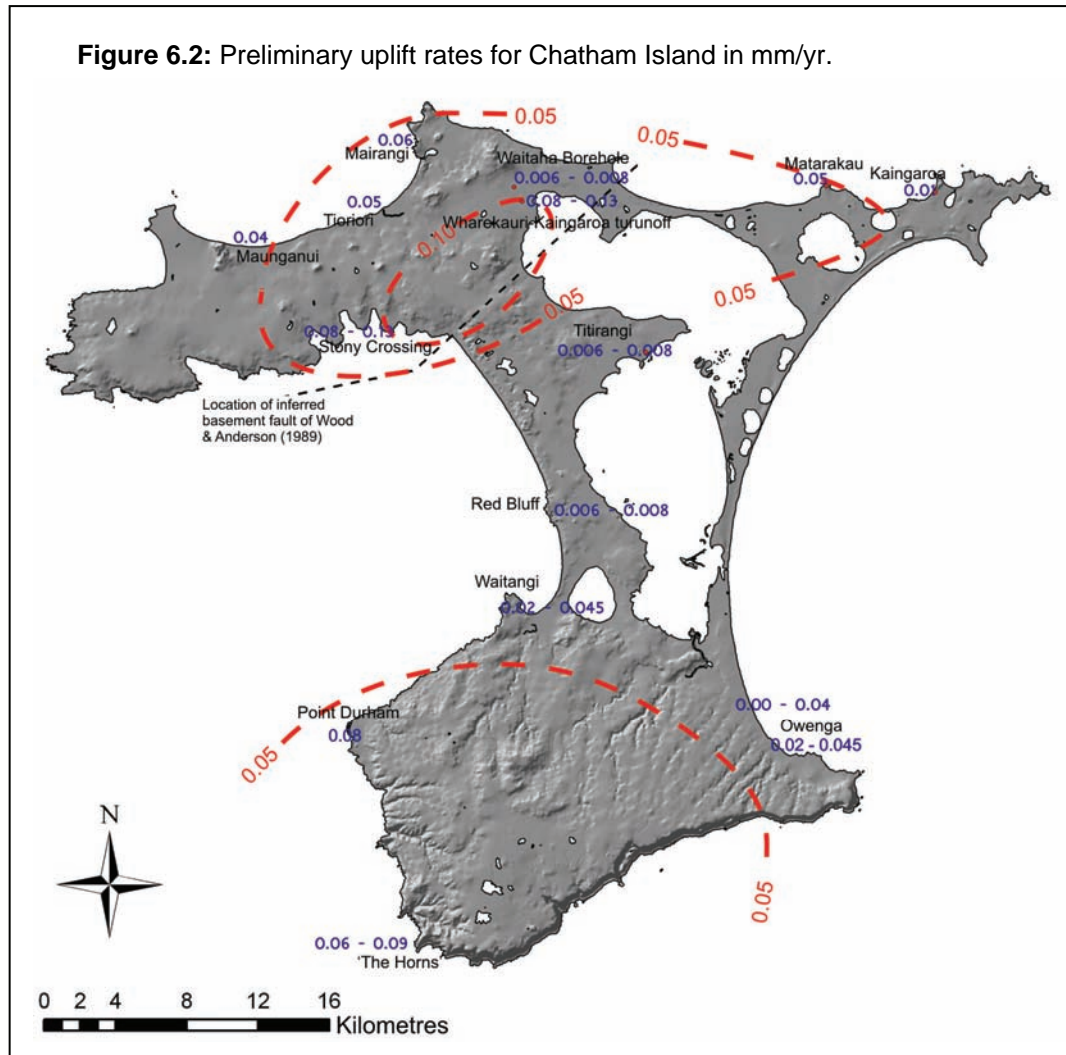 Figure 6.2: Preliminary uplift rates for Chatham Island in mm/yr.
0.05
0.05
0.06
Mairangi
Waitaha Borehole
0.006 - 0.008
Matarakau
0.05
Kaingaroa
0.05
Tioriori
0.08 - 0.13
Wharekauri-Kaingaroa turunoff
0.10
0.04
Maunganui
0.05
0.05
0.08 - 0.13
Stony Crossing
Titirangi
0.006 - 0.008
Location of inferred
basement fault of Wood
& Anderson (1989)
Red Bluff
0.006 - 0.008
Waitangi
0.02 - 0.045
Point Durham
0.08
0.05
0.00 - 0.04
Owenga
0.02 - 0.045
0.05
N
0.06 - 0.09
'The Horns'
0 2 4 8 12 16
Kilometres